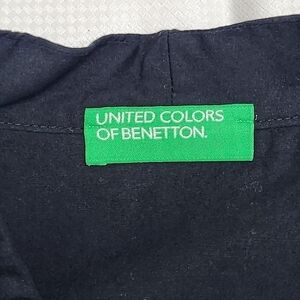 UNITED COLORS
OF BENETTON.